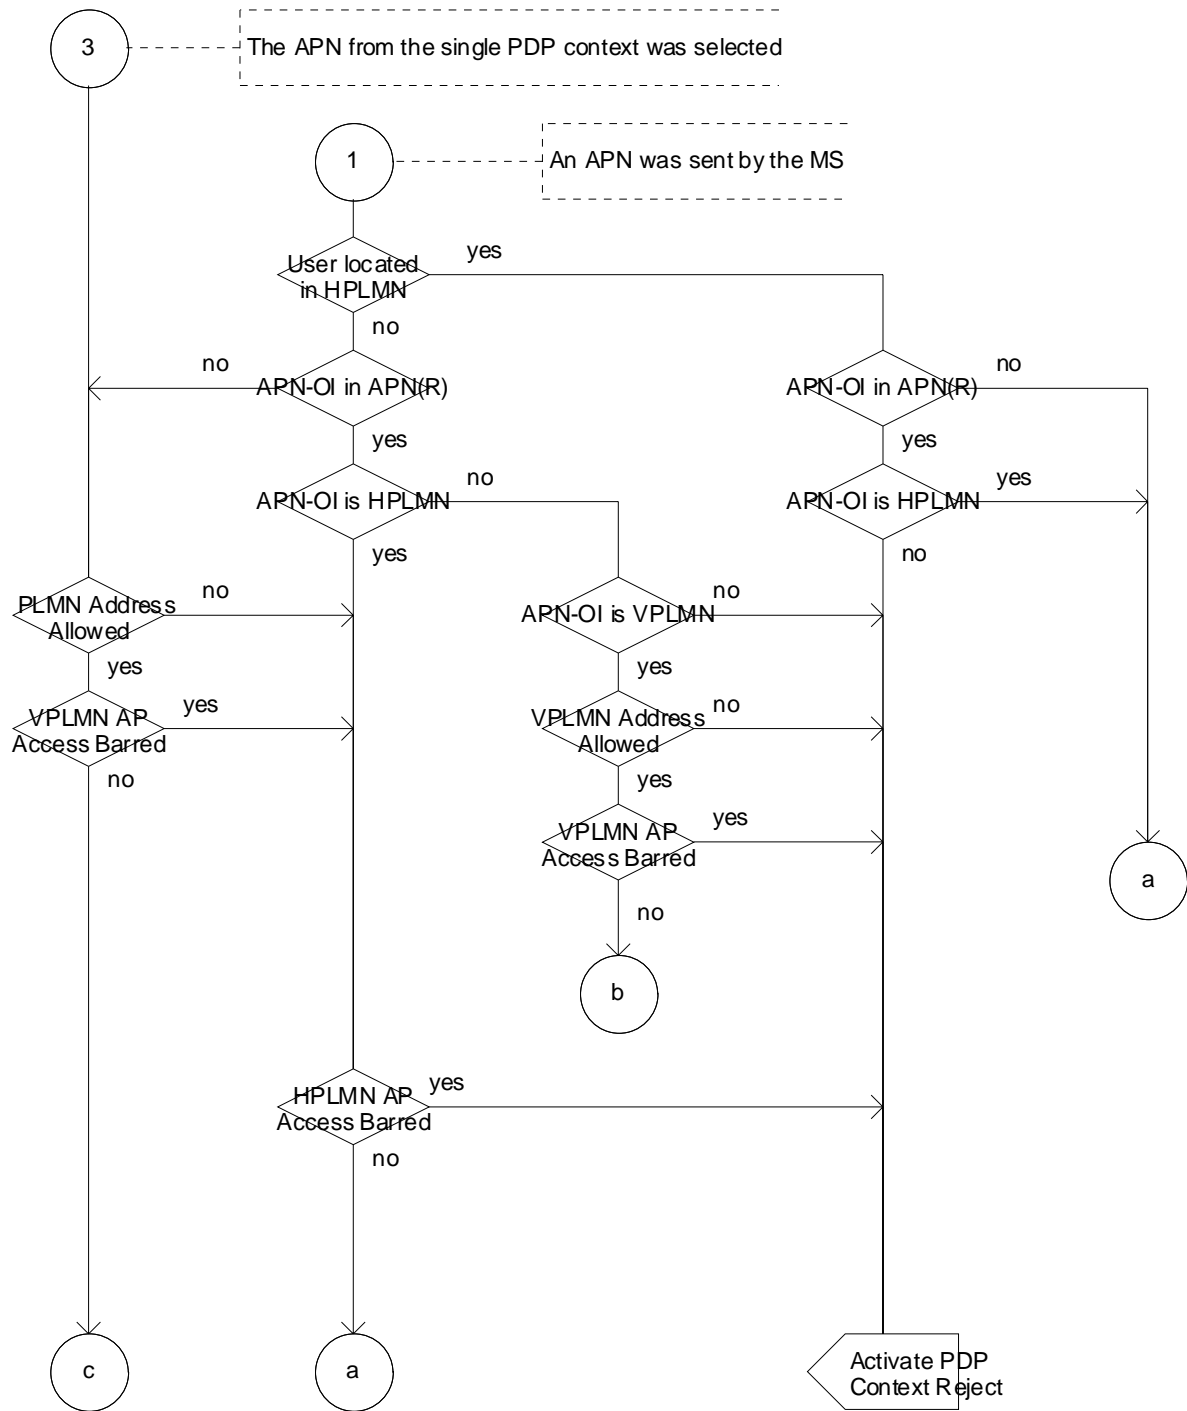 3
The APN from the single PDP context was selected
1
An APN was sent by the MS
User located
in HPLMN
yes
no
no
APN-OI in APN(R)
APN-OI in APN(R)
no
yes
yes
APN-OI is HPLMN
no
APN-OI is HPLMN
yes
yes
no
PLMN Address
Allowed
no
APN-OI is VPLMN
no
yes
yes
VPLMN AP
Access Barred
yes
VPLMN Address
Allowed
no
no
yes
VPLMN AP
Access Barred
yes
a
no
b
HPLMN AP
Access Barred
yes
no
c
a
Activate PDP
Context Reject